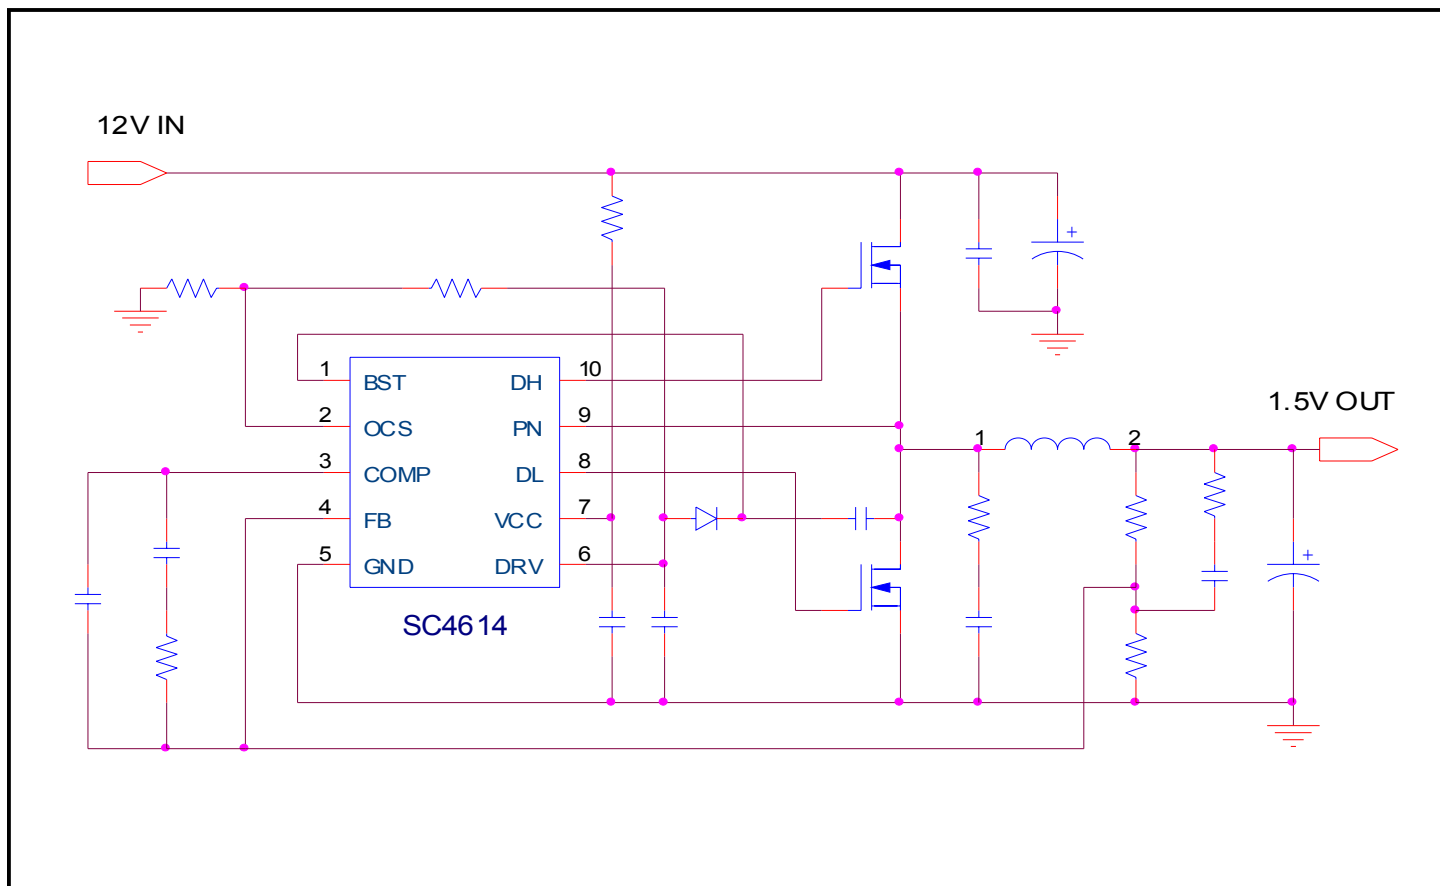 12V IN
1.5V OUT
1 BST DH 10
2 OCS PN 9
3 COMP DL 8
4 FB VCC 7
5 GND DRV 6
SC4614
1 2
+
+